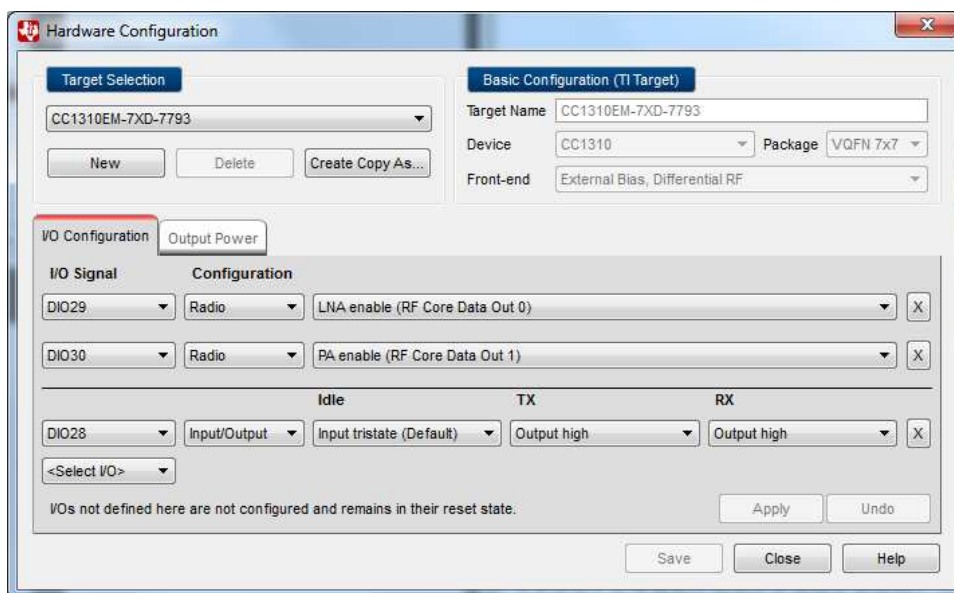 Hardware Configuration
Target Selection
CC1310EM-7XD-7793
New Delete Create Copy As...
Basic Configuration (TI Target)
Target Name CC1310EM-7XD-7793
Device CC1310 Package VQFN 7x7
Front-end External Bias, Differential RF
I/O Configuration Output Power
I/O Signal Configuration
DIO29 Radio LNA enable (RF Core Data Out 0) X
DIO30 Radio PA enable (RF Core Data Out 1) X
Idle TX RX
DIO28 Input/Output Input tristate (Default) Output high Output high X
<Select I/O>
I/Os not defined here are not configured and remains in their reset state.
Apply Undo
Save Close Help